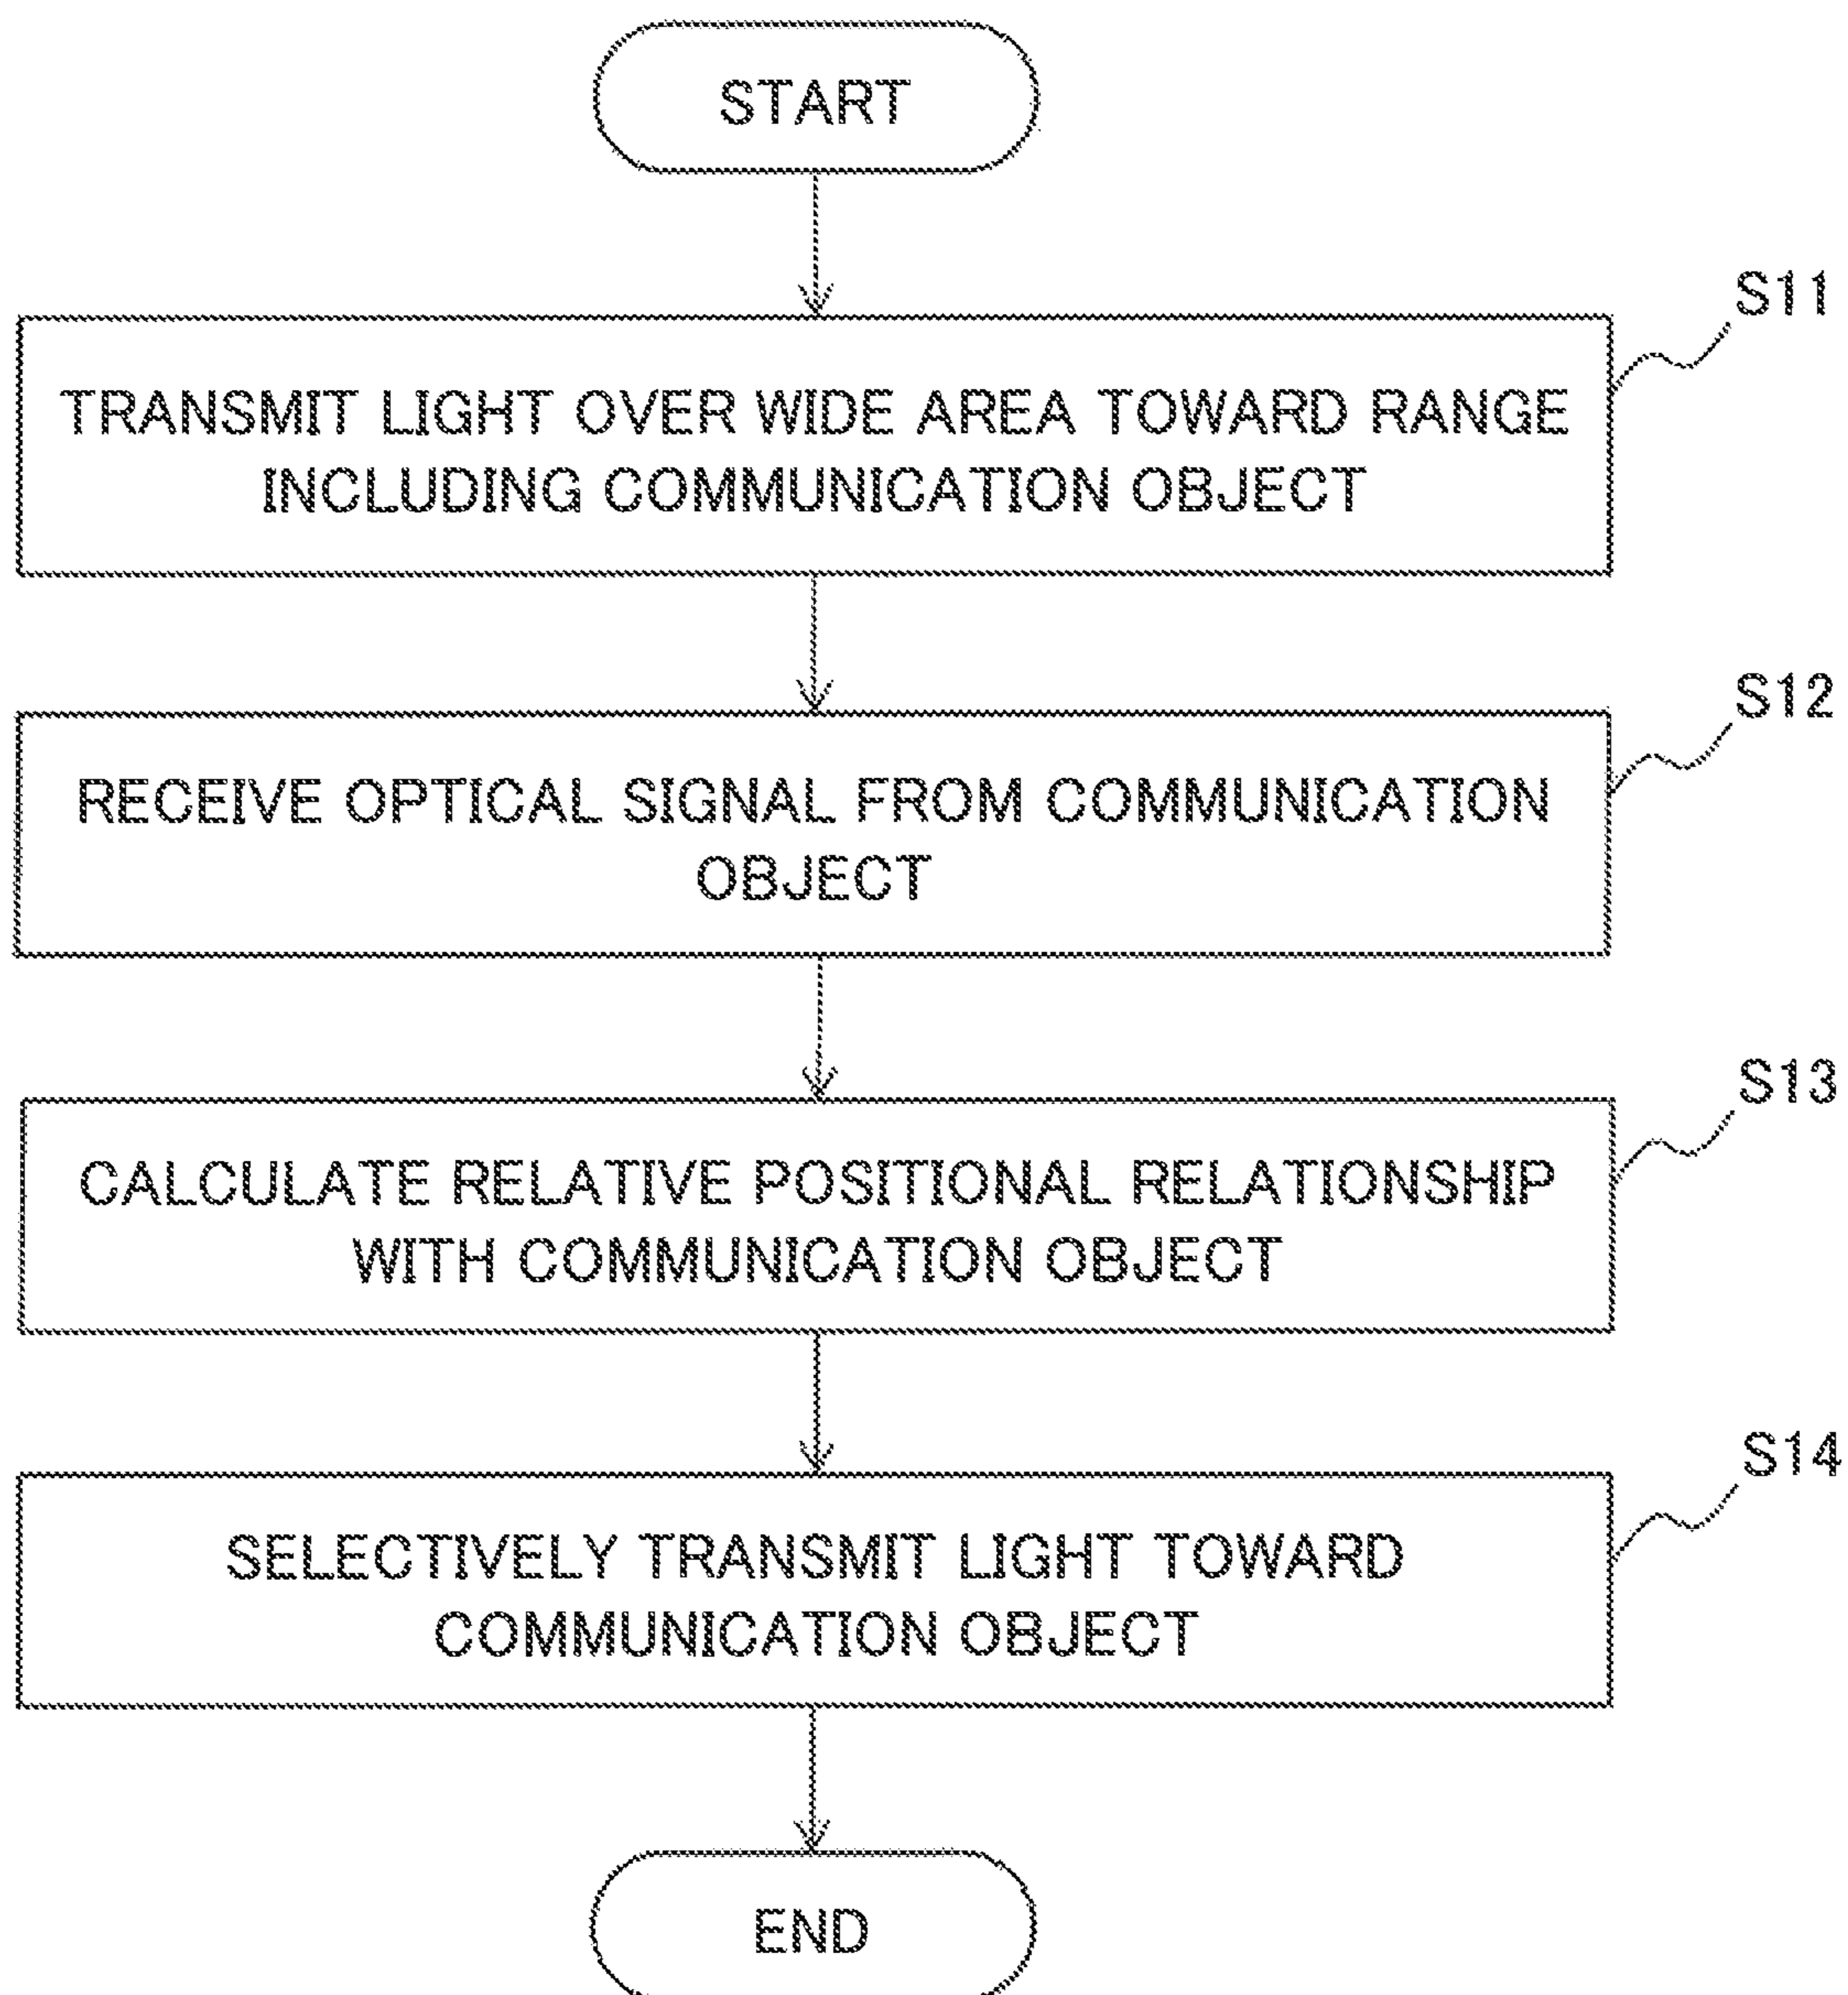 START
S11
TRANSMIT LIGHT OVER WIDE AREA TOWARD RANGE
INCLUDING COMMUNICATION OBJECT
S12
RECEIVE OPTICAL SIGNAL FROM COMMUNICATION
OBJECT
S13
CALCULATE RELATIVE POSITIONAL RELATIONSHIP
WITH COMMUNICATION OBJECT
S14
SELECTIVELY TRANSMIT LIGHT TOWARD
COMMUNICATION OBJECT
END